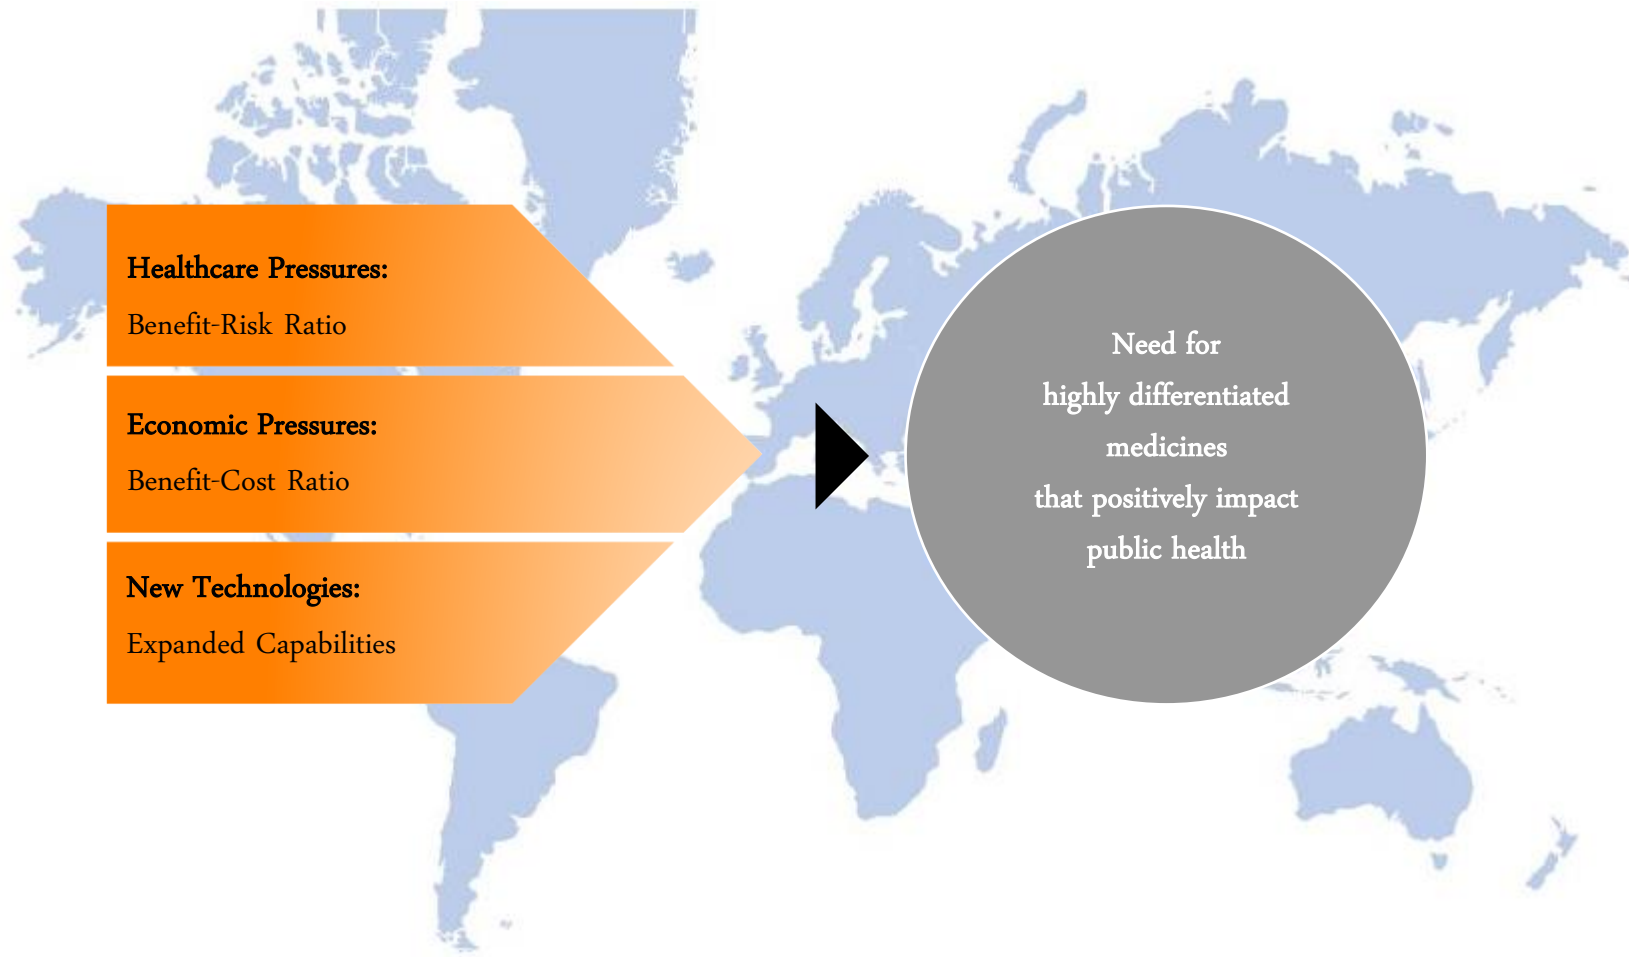 Healthcare Pressures:
Benefit-Risk Ratio
Economic Pressures:
Benefit-Cost Ratio
New Technologies:
Expanded Capabilities
Need for
highly differentiated
medicines
that positively impact
public health